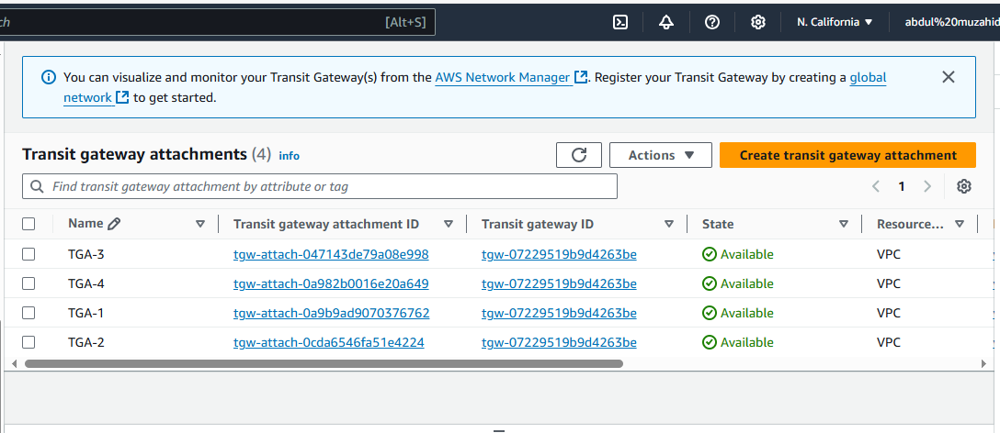 [Alt+S]
N. California
You can visualize and monitor your Transit Gateway(s) from the AWS Network Manager. Register your Transit Gateway by creating a global
network to get started.
Transit gateway attachments (4) info
Actions
Create transit gateway attachment
Find transit gateway attachment by attribute or tag
1
Name Transit gateway attachment ID Transit gateway ID State Resource...
TGA-3 tgw-attach-047143de79a08e998 tgw-07229519b9d4263be Available VPC
TGA-4 tgw-attach-0a982b0016e20a649 tgw-07229519b9d4263be Available VPC
TGA-1 tgw-attach-0a9b9ad9070376762 tgw-07229519b9d4263be Available VPC
TGA-2 tgw-attach-0cda6546fa51e4224 tgw-07229519b9d4263be Available VPC